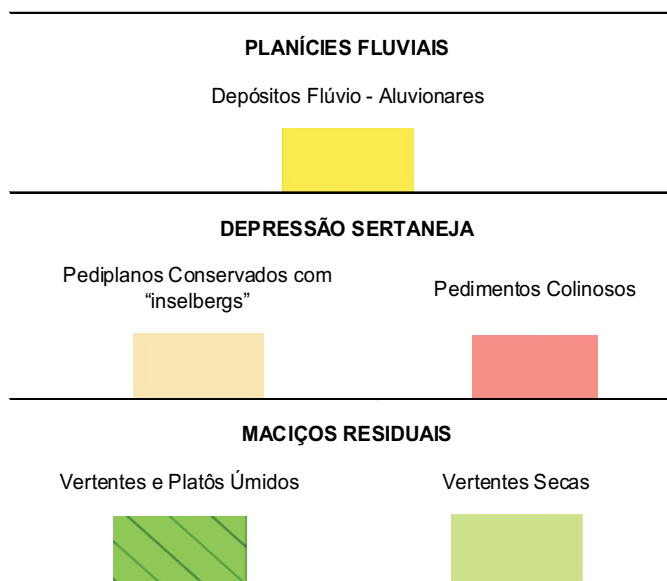 PLANÍCIES FLUVIAIS
Depósitos Flúvio - Aluvionares
DEPRESSÃO SERTANEJA
Pediplanos Conservados com
“inselbergs”
Pedimentos Colinosos
MACIÇOS RESIDUAIS
Vertentes e Platôs Úmidos
Vertentes Secas